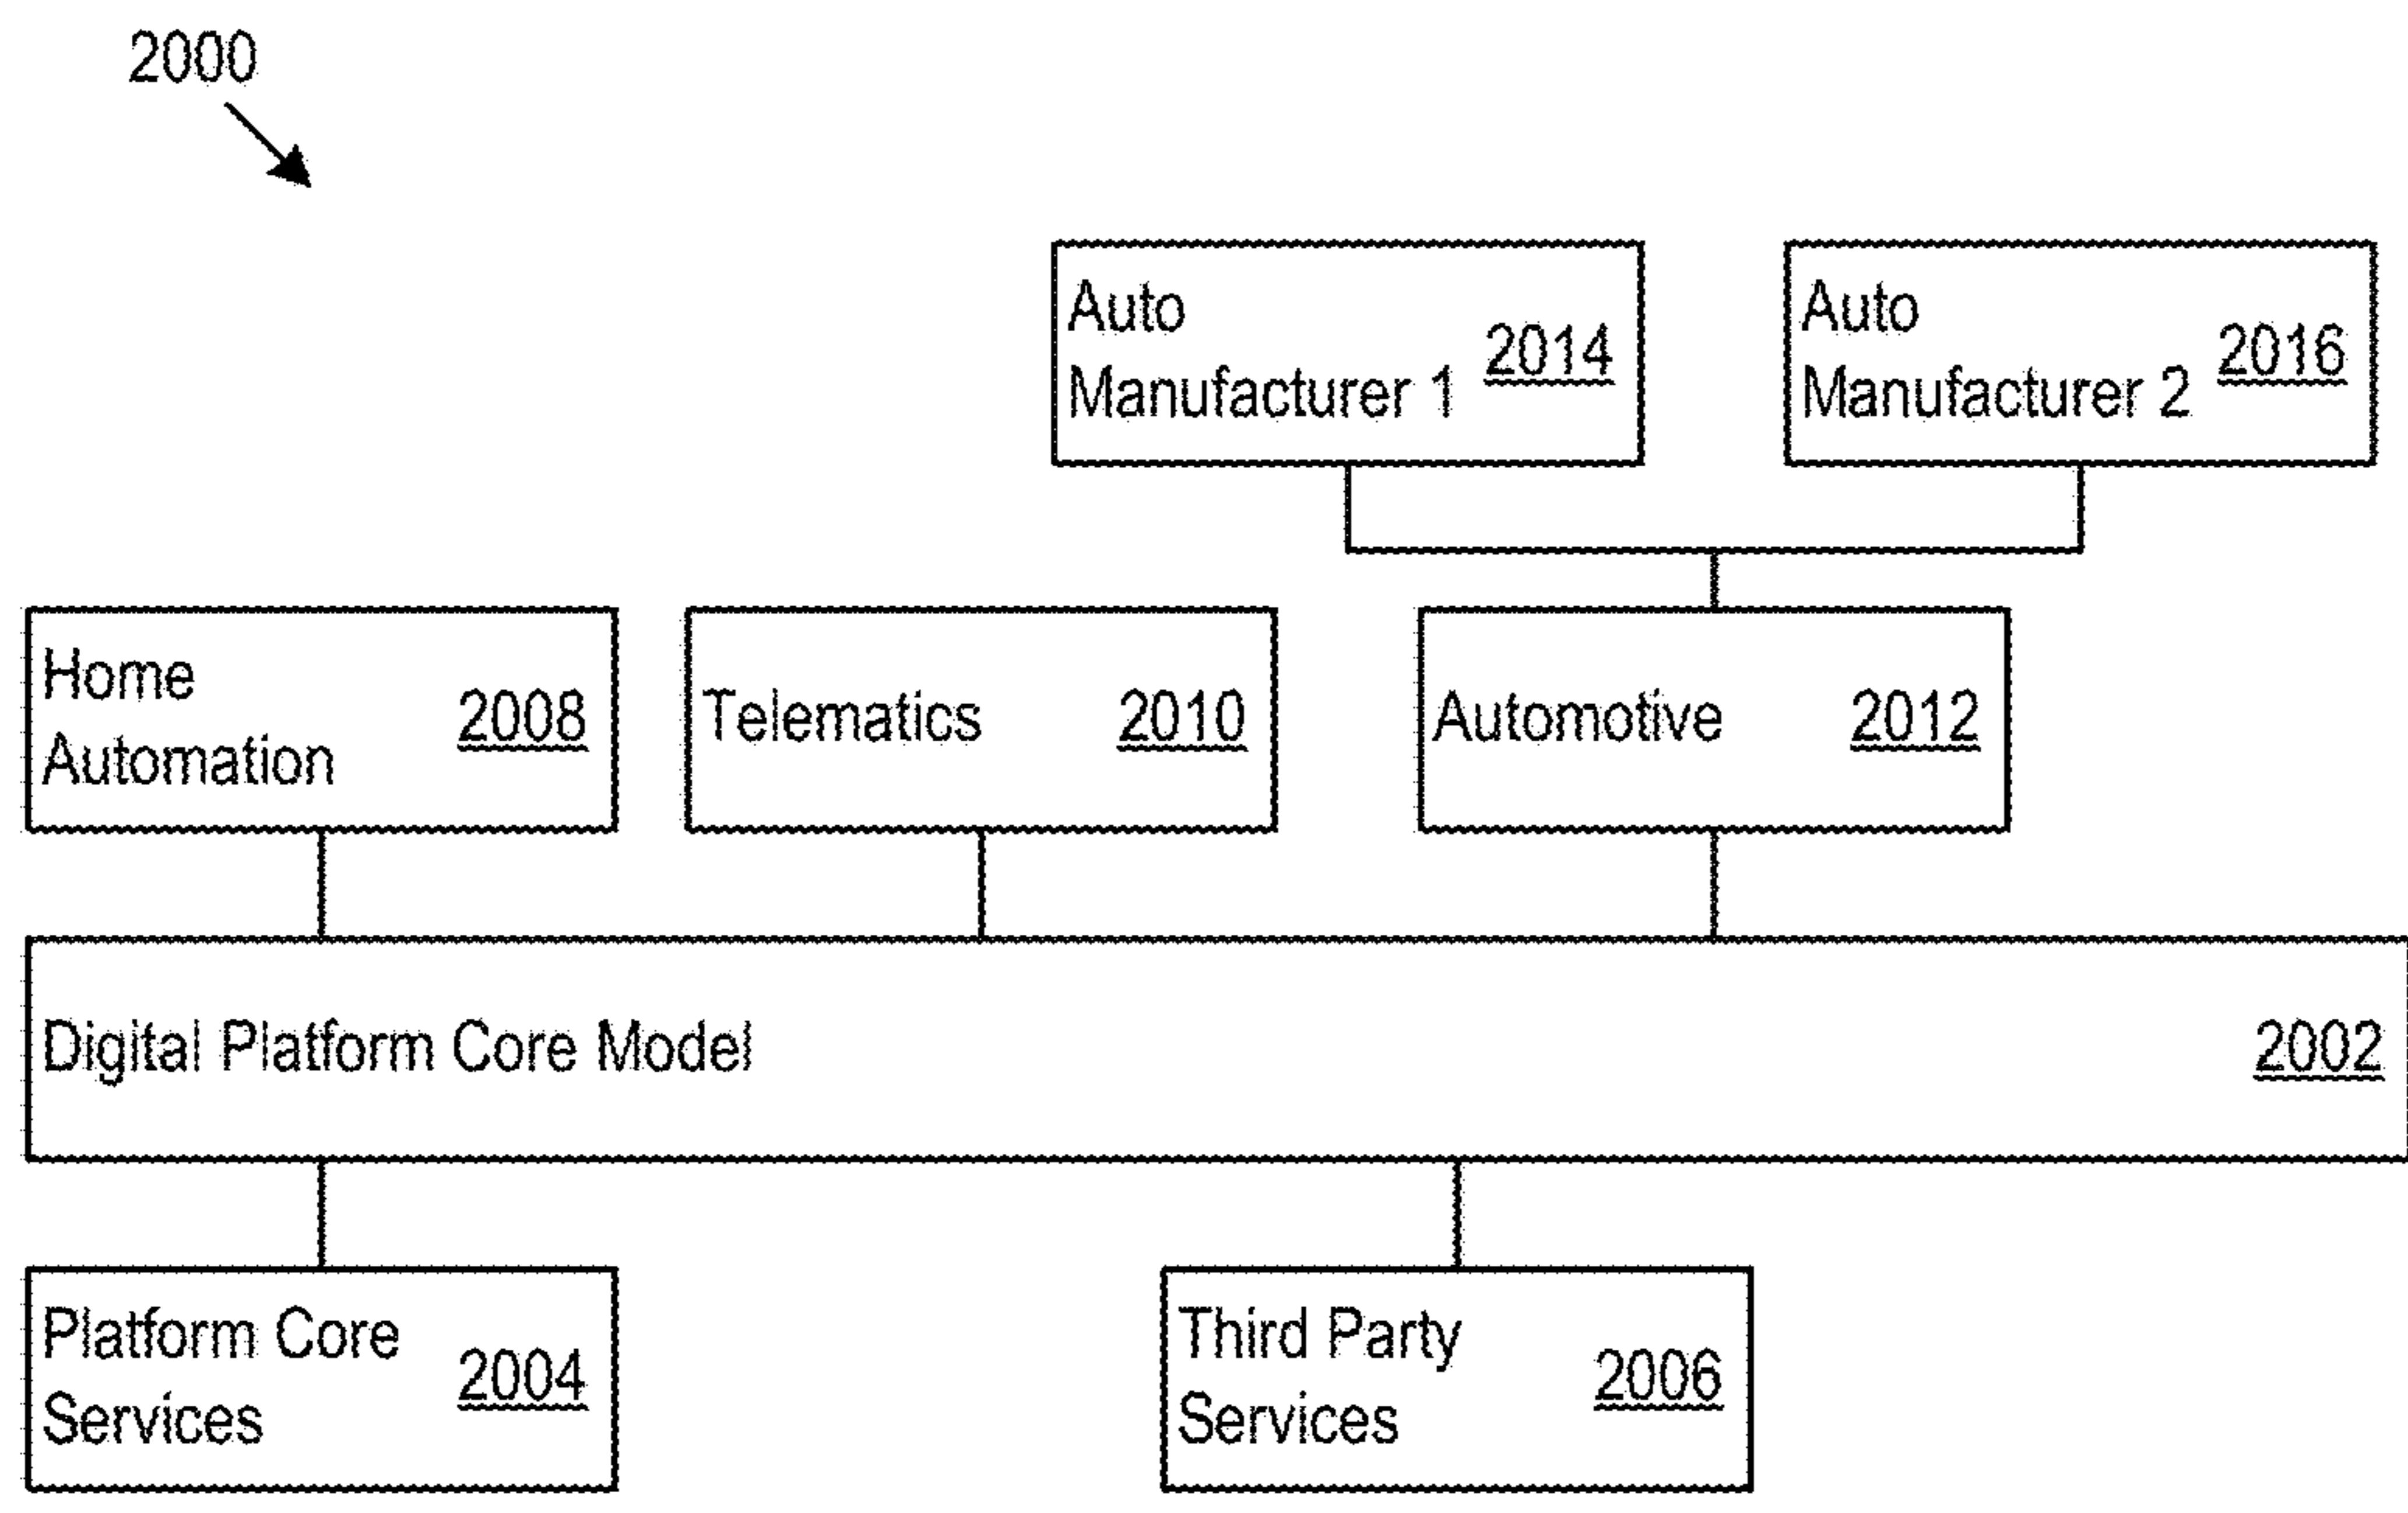 2000
Auto
Manufacturer 1
2014
Auto
Manufacturer 2
2016
Home
Automation
2008
Telematics
2010
Automotive
2012
Digital Platform Core Model
2002
Platform Core
Services
2004
Third Party
Services
2006